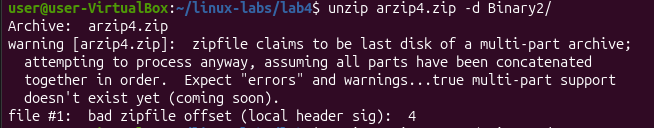 user@user-VirtualBox:~/linux-labs/lab4$ unzip arzip4.zip -d Binary2/
Archive:  arzip4.zip
warning [arzip4.zip]:  zipfile claims to be last disk of a multi-part archive;
  attempting to process anyway, assuming all parts have been concatenated
  together in order.  Expect "errors" and warnings...true multi-part support
  doesn't exist yet (coming soon).
file #1:  bad zipfile offset (local header sig):  4